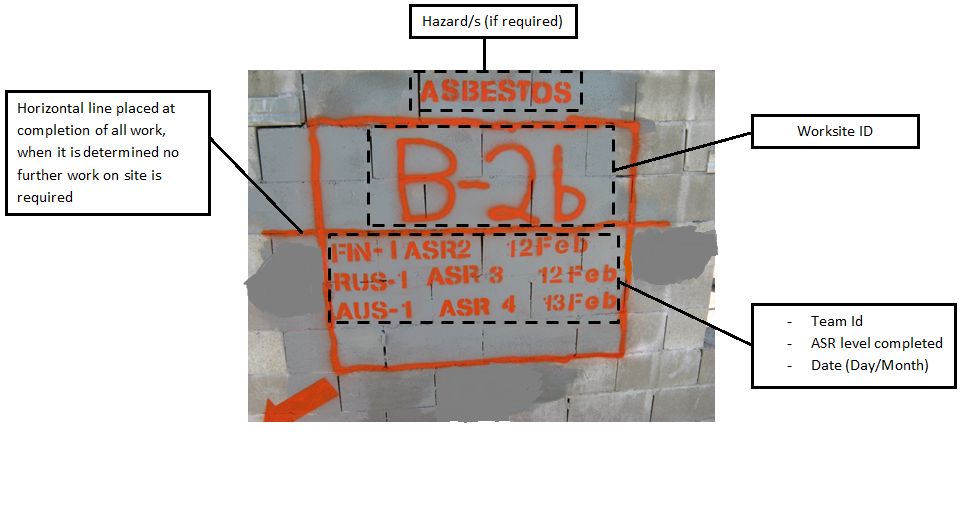 Hazard/s (if required)
ASBESTOS
Horizontal line placed at
completion of all work,
when it is determined no
further work on site is
required
Worksite ID
B-2b
FIN-1 ASR2 12Feb
RUS-1 ASR 3 12Feb
AUS-1 ASR 4 13Feb
- Team Id
- ASR level completed
- Date (Day/Month)